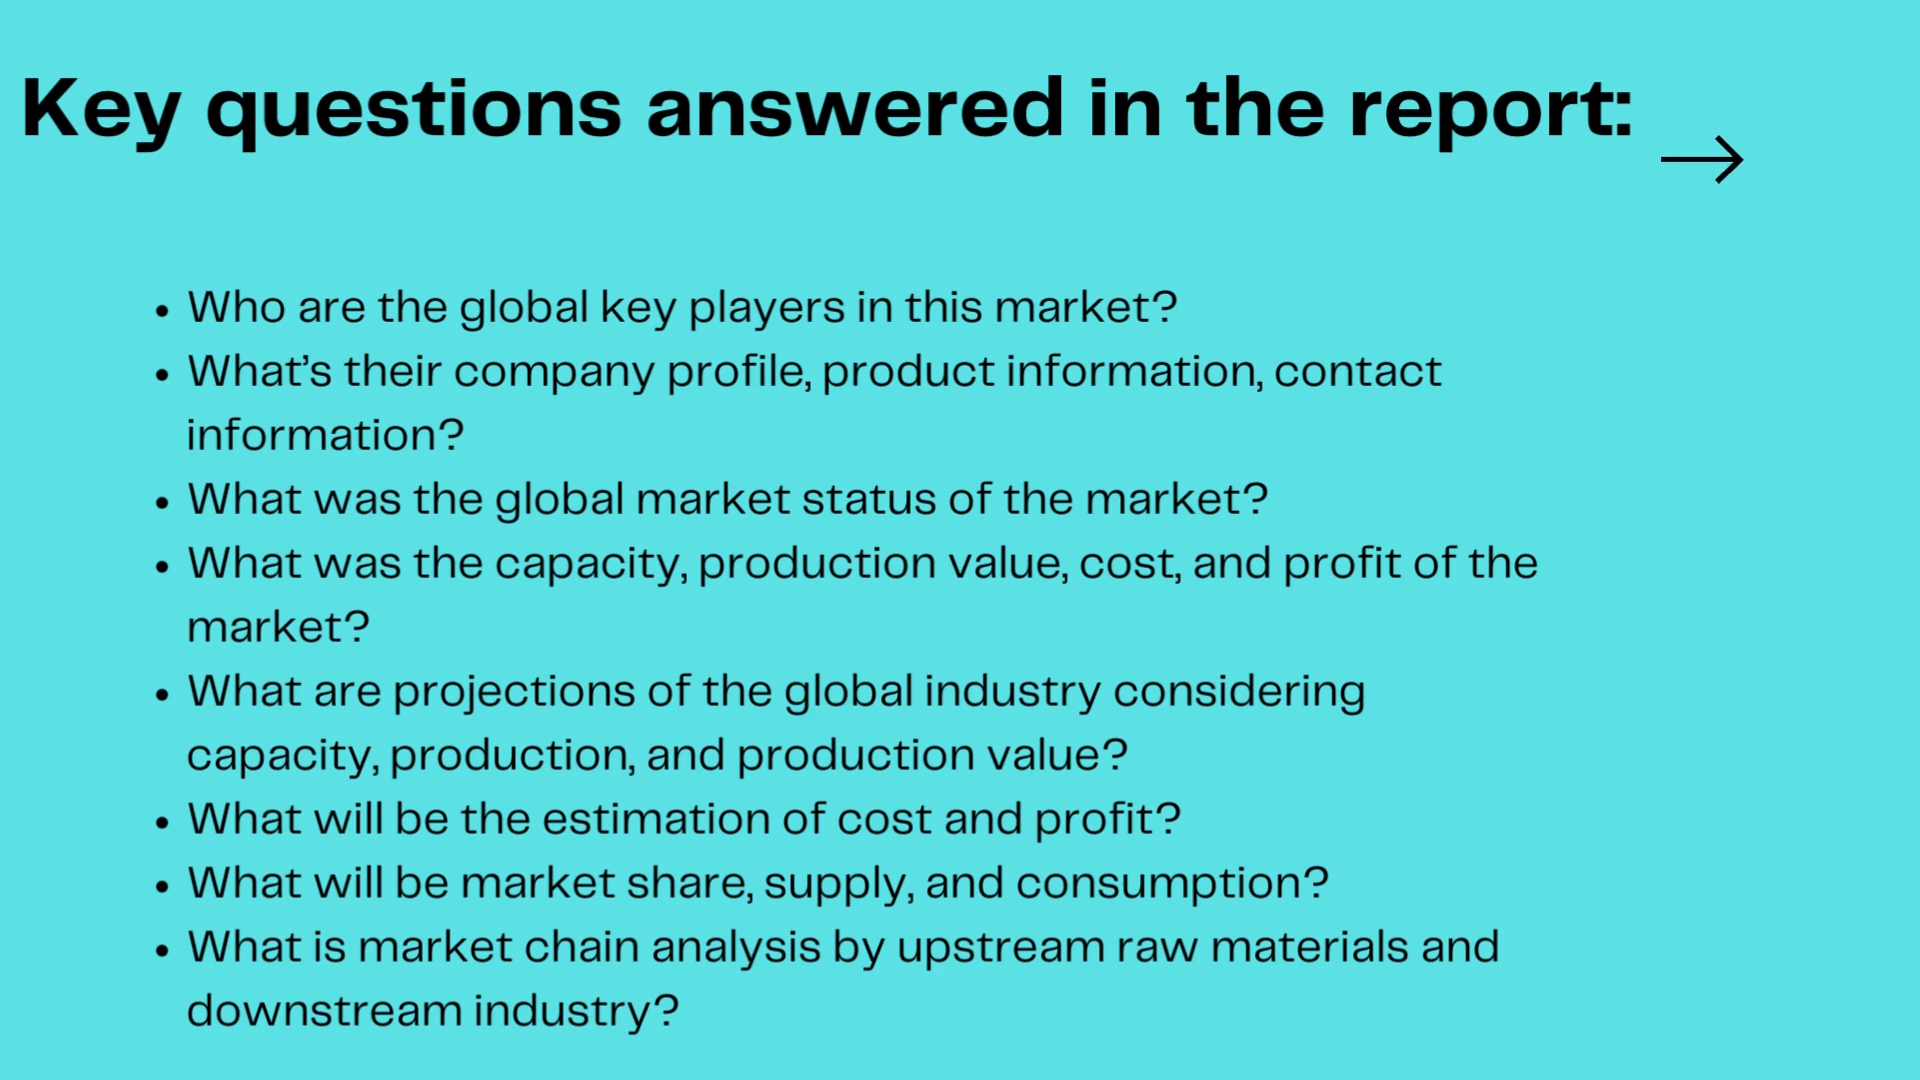 Key questions answered in the report:
• Who are the global key players in this market?
• What’s their company profile, product information, contact
information?
• What was the global market status of the market?
• What was the capacity, production value, cost, and profit of the
market?
• What are projections of the global industry considering
capacity, production, and production value?
• What will be the estimation of cost and profit?
• What will be market share, supply, and consumption?
• What is market chain analysis by upstream raw materials and
downstream industry?